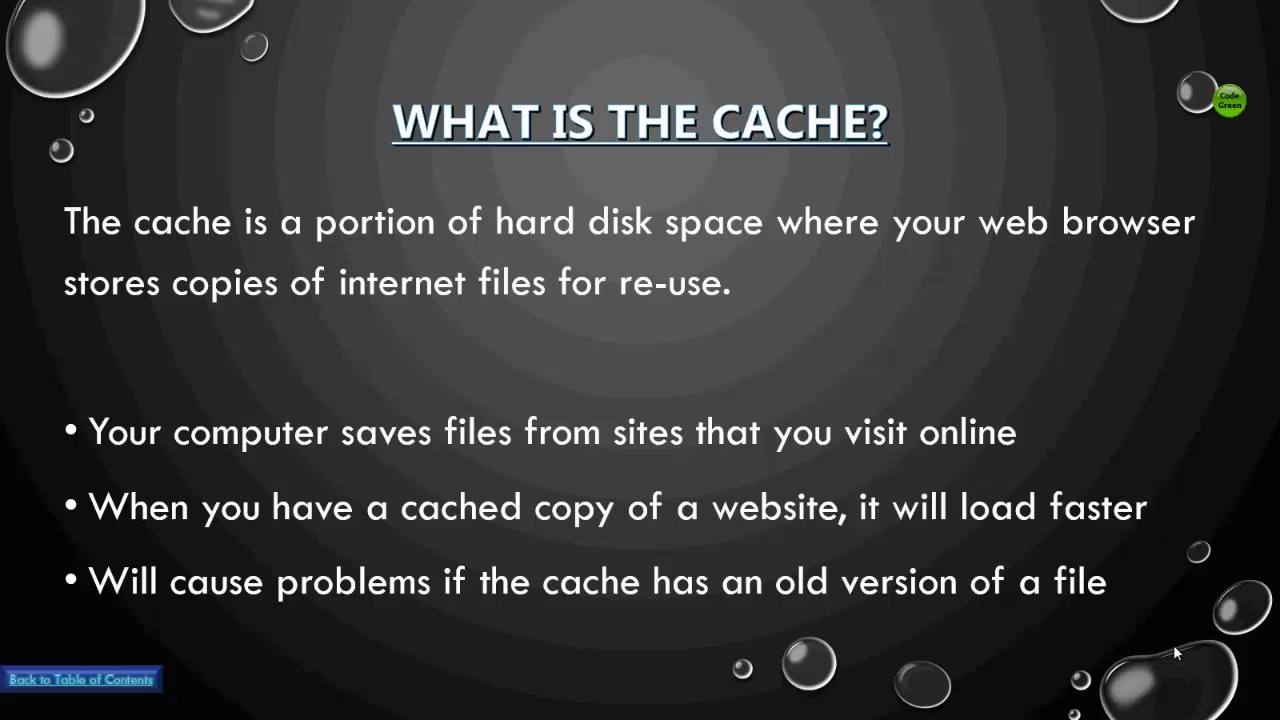 Code
Green
WHAT IS THE CACHE?
The cache is a portion of hard disk space where your web browser
stores copies of internet files for re-use.
• Your computer saves files from sites that you visit online
• When you have a cached copy of a website, it will load faster
• Will cause problems if the cache has an old version of a file
Back to Table of Contents